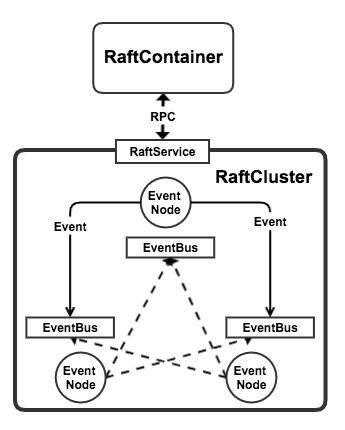 RaftContainer
RPC
RaftService
RaftCluster
Event
Node
Event
Event
EventBus
EventBus
EventBus
Event
Node
Event
Node